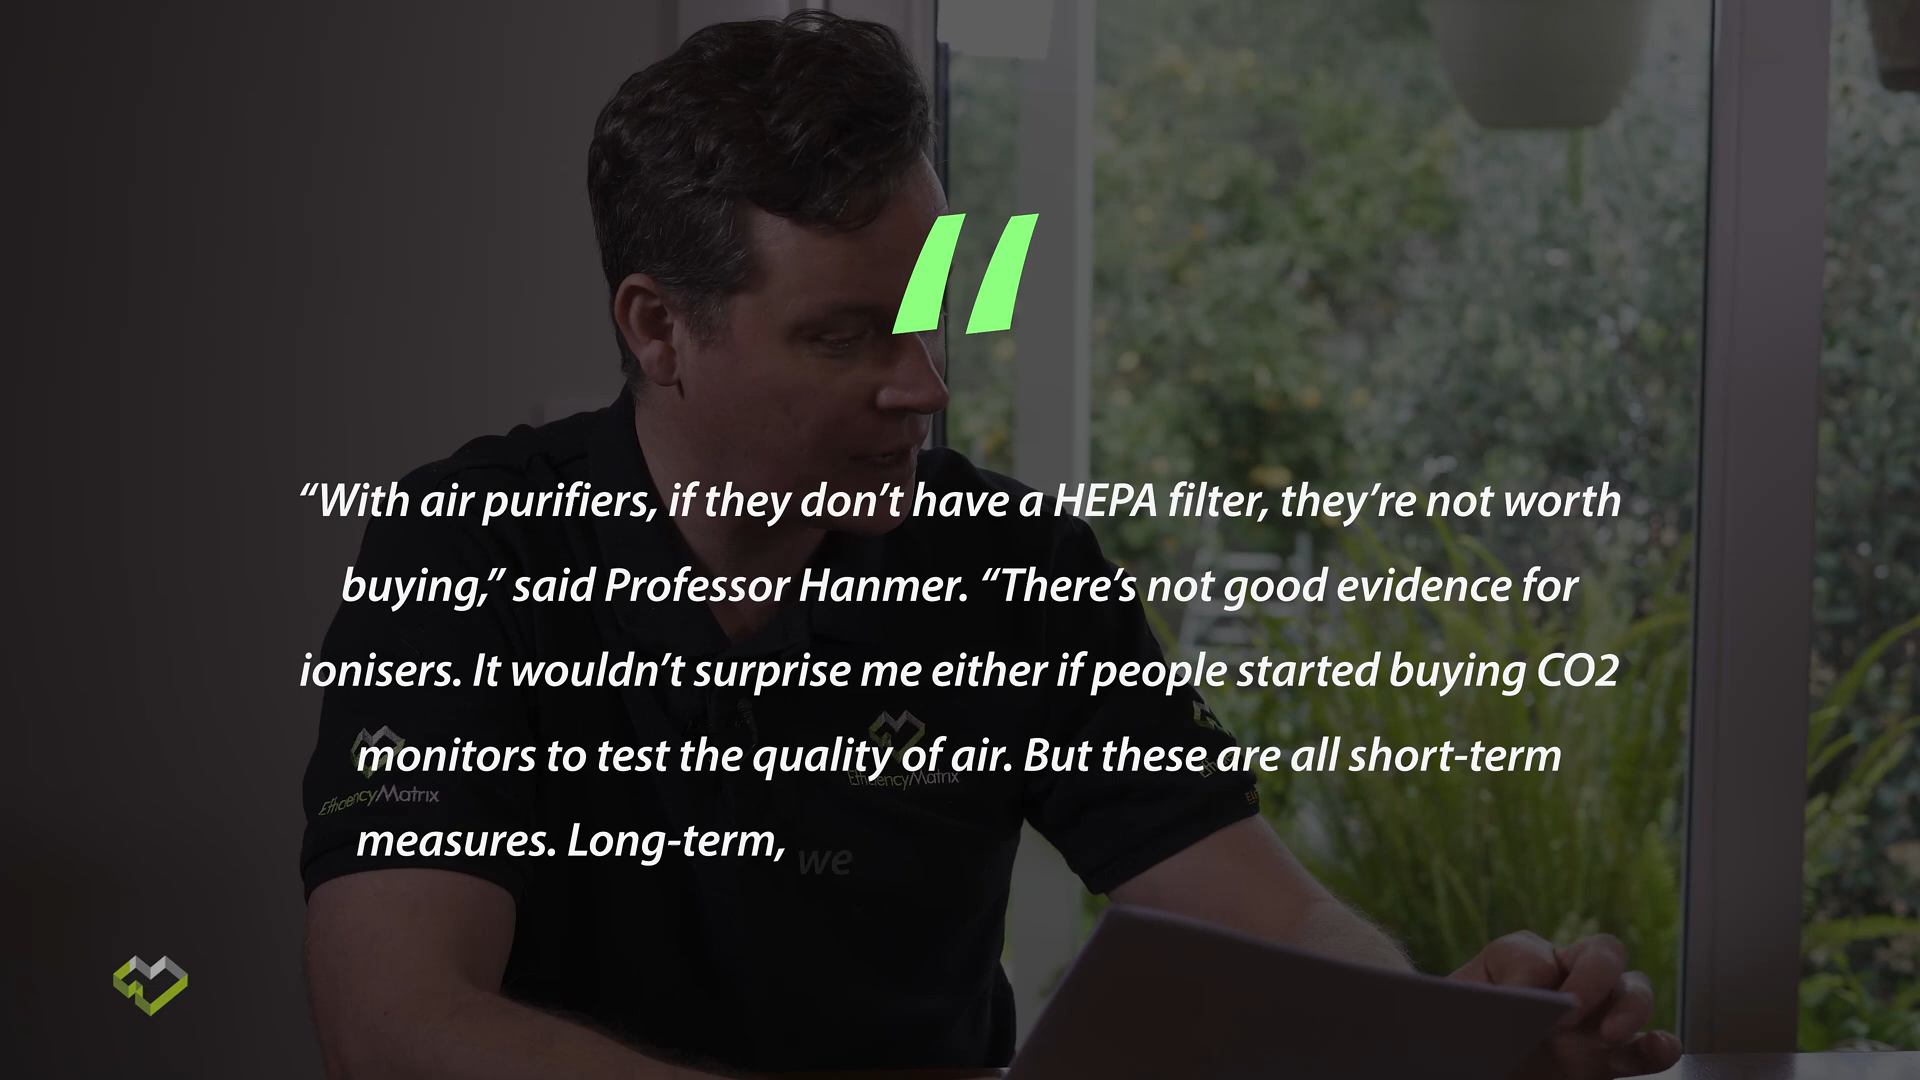 “With air purifiers, if they don’t have a HEPA filter, they’re not worth
buying,” said Professor Hanmer. “There’s not good evidence for
ionisers. It wouldn’t surprise me either if people started buying CO2
monitors to test the quality of air. But these are all short-term
measures. Long-term, we
EfficiencyMatrix
EfficiencyMatrix